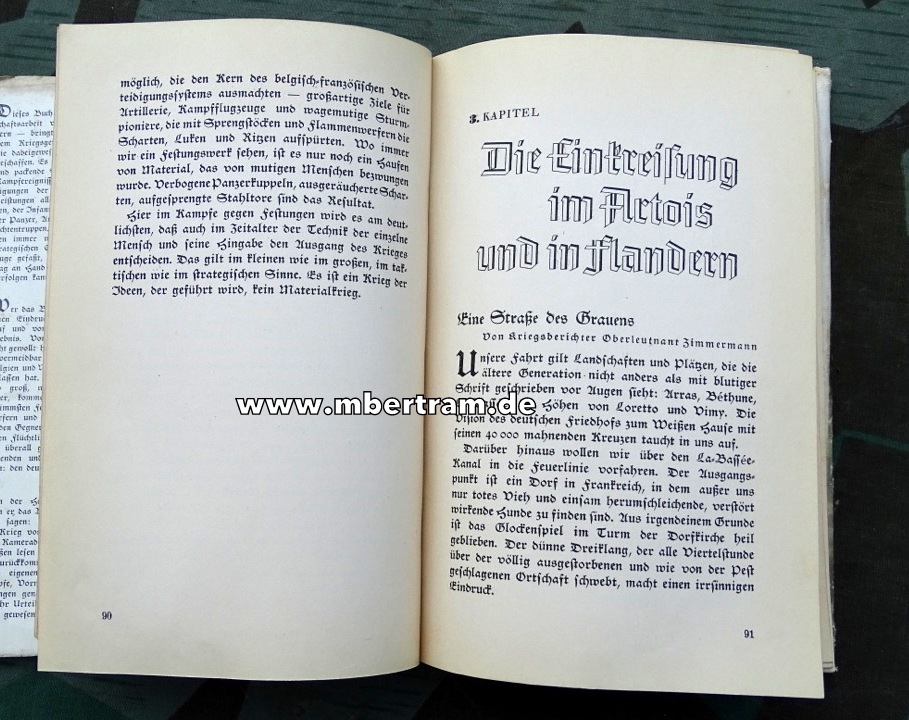 möglich, die den Kern des belgisch-französischen Ver-
teidigungssystems ausmachten — großartige Ziele für
Artillerie, Kampfflugzeuge und wagemutige Sturm-
pioniere, die mit Sprengstöcken und Flammenwerfern die
Scharten, Luken und Ritzen aufspürten. Wo immer
wir ein Festungswerk sehen, ist es nur noch ein Haufen
von Material, das von mutigen Menschen bezwungen
wurde. Verbogene Panzerkuppeln, ausgeräucherte Schar-
ten, aufgesprengte Stahltore sind das Resultat.
Hier im Kampfe gegen Festungen wird es am deut-
lichsten, daß auch im Zeitalter der Technik der einzelne
Mensch und seine Hingabe den Ausgang des Krieges
entscheiden. Das gilt im kleinen wie im großen, im tak-
tischen wie im strategischen Sinne. Es ist ein Krieg der
Ideen, der geführt wird, kein Materialkrieg.
90
3. KAPITEL
Die Einkreisung
im Artois
und in Flandern
Eine Straße des Grauens
Von Kriegsberichter Oberleutnant Zimmermann
Unsere Fahrt gilt Landschaften und Plätzen, die die
ältere Generation nicht anders als mit blutiger
Schrift geschrieben vor Augen sieht: Arras, Béthune,
Höhen von Loretto und Vimy. Die
Vision des deutschen Friedhofs zum Weißen Hause mit
seinen 40 000 mahnenden Kreuzen taucht in uns auf.
Darüber hinaus wollen wir über den La-Bassée-
Kanal in die Feuerlinie vorfahren. Der Ausgangs-
punkt ist ein Dorf in Frankreich, in dem außer uns
nur totes Vieh und einsam herumschleichende, verstört
wirkende Hunde zu finden sind. Aus irgendeinem Grunde
ist das Glockenspiel im Turm der Dorfkirche heil
geblieben. Der dünne Dreiklang, der alle Viertelstunde
über der völlig ausgestorbenen und wie von der Pest
geschlagenen Ortschaft schwebt, macht einen irrsinnigen
Eindruck.
91
www.mbertram.de